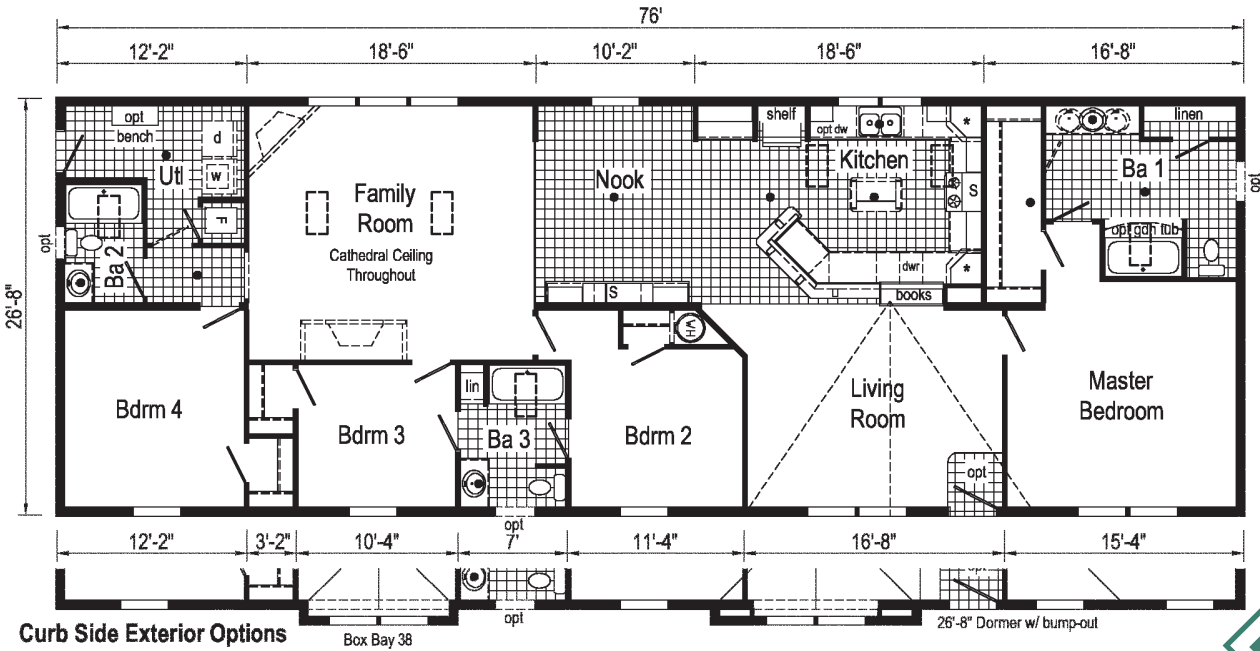 76'
12'-2"
18'-6"
10'-2"
18'-6"
16'-8"
26'-8"
opt
bench
d
w
Utl
F
opt
Ba 2
Family
Room
Cathedral Ceiling
Throughout
Nook
S
shelf
opt dw
*
Kitchen
S
dwr
*
books
linen
Ba 1
opt
opt gdn tub
Bdrm 4
Bdrm 3
lin
Ba 3
opt
WH
Bdrm 2
Living
Room
opt
Master
Bedroom
12'-2"
3'-2"
10'-4"
7'
11'-4"
16'-8"
15'-4"
opt
opt
Curb Side Exterior Options
Box Bay 38
26'-8" Dormer w/ bump-out